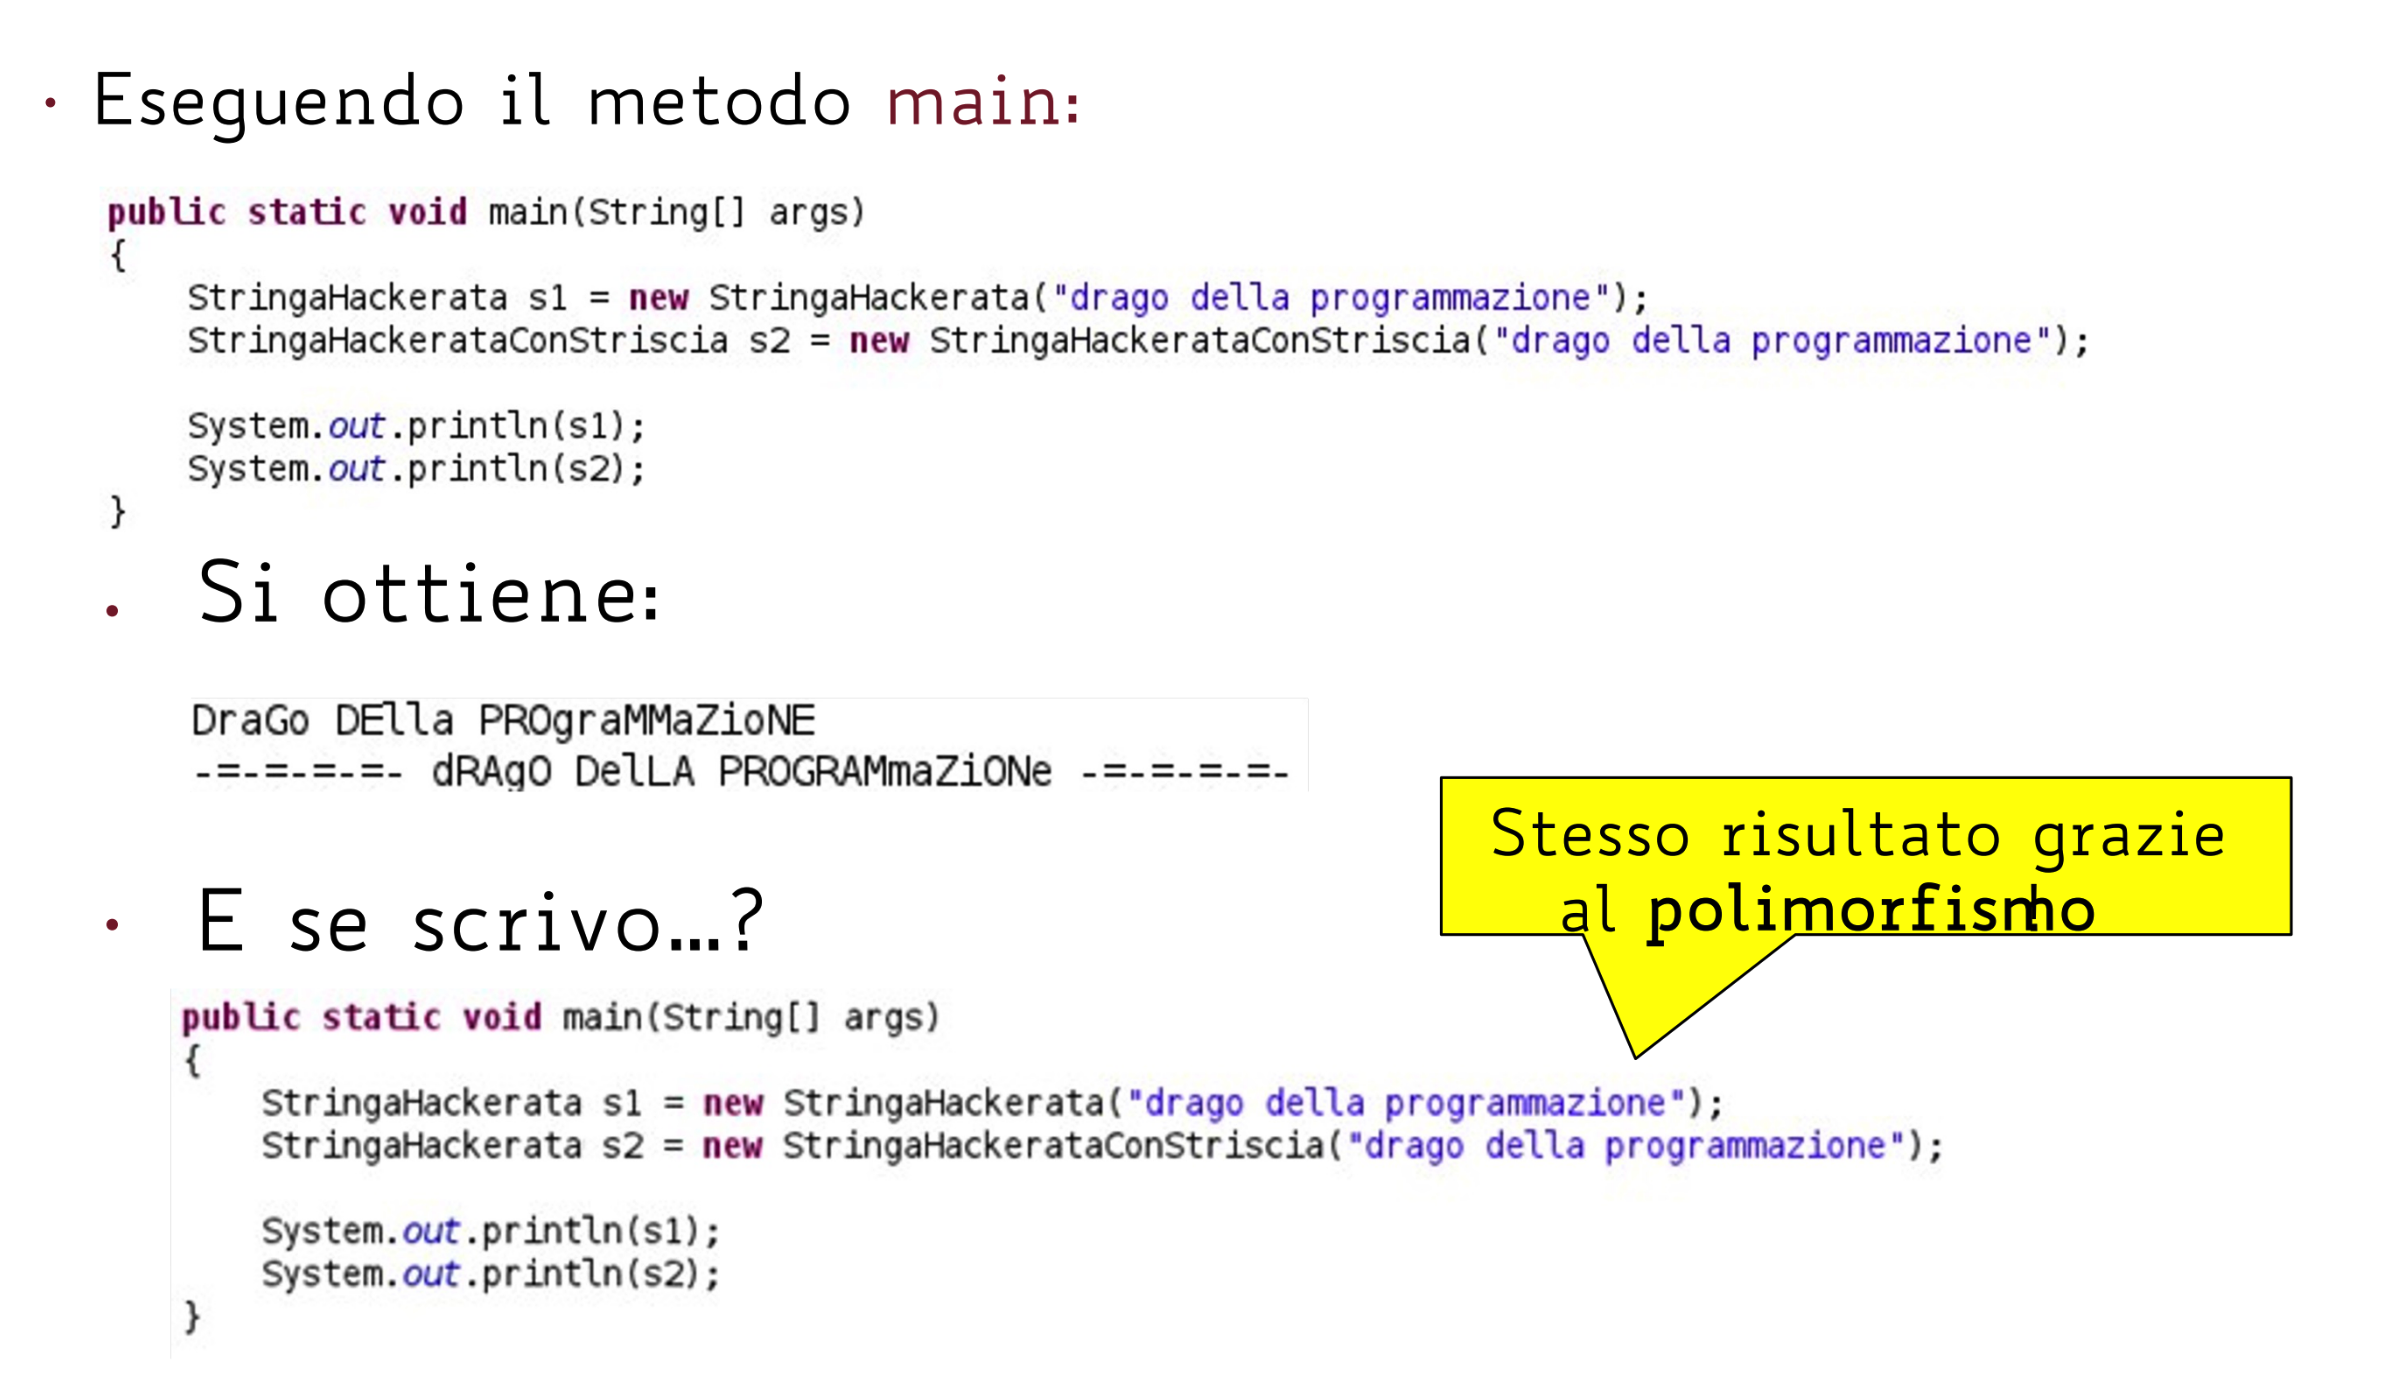 • Eseguendo il metodo main:
public static void main(String[] args)
{
    StringaHackerata s1 = new StringaHackerata("drago della programmazione");
    StringaHackerataConStriscia s2 = new StringaHackerataConStriscia("drago della programmazione");
    System.out.println(s1);
    System.out.println(s2);
}
• Si ottiene:
DraGo DElla PROgraMMaZioNE
-=-=-=-=- dRAgO DelLA PROGRAMmaZiONe -=-=-=-=-
Stesso risultato grazie
al polimorfismo!
• E se scrivo…?
public static void main(String[] args)
{
    StringaHackerata s1 = new StringaHackerata("drago della programmazione");
    StringaHackerata s2 = new StringaHackerataConStriscia("drago della programmazione");
    System.out.println(s1);
    System.out.println(s2);
}